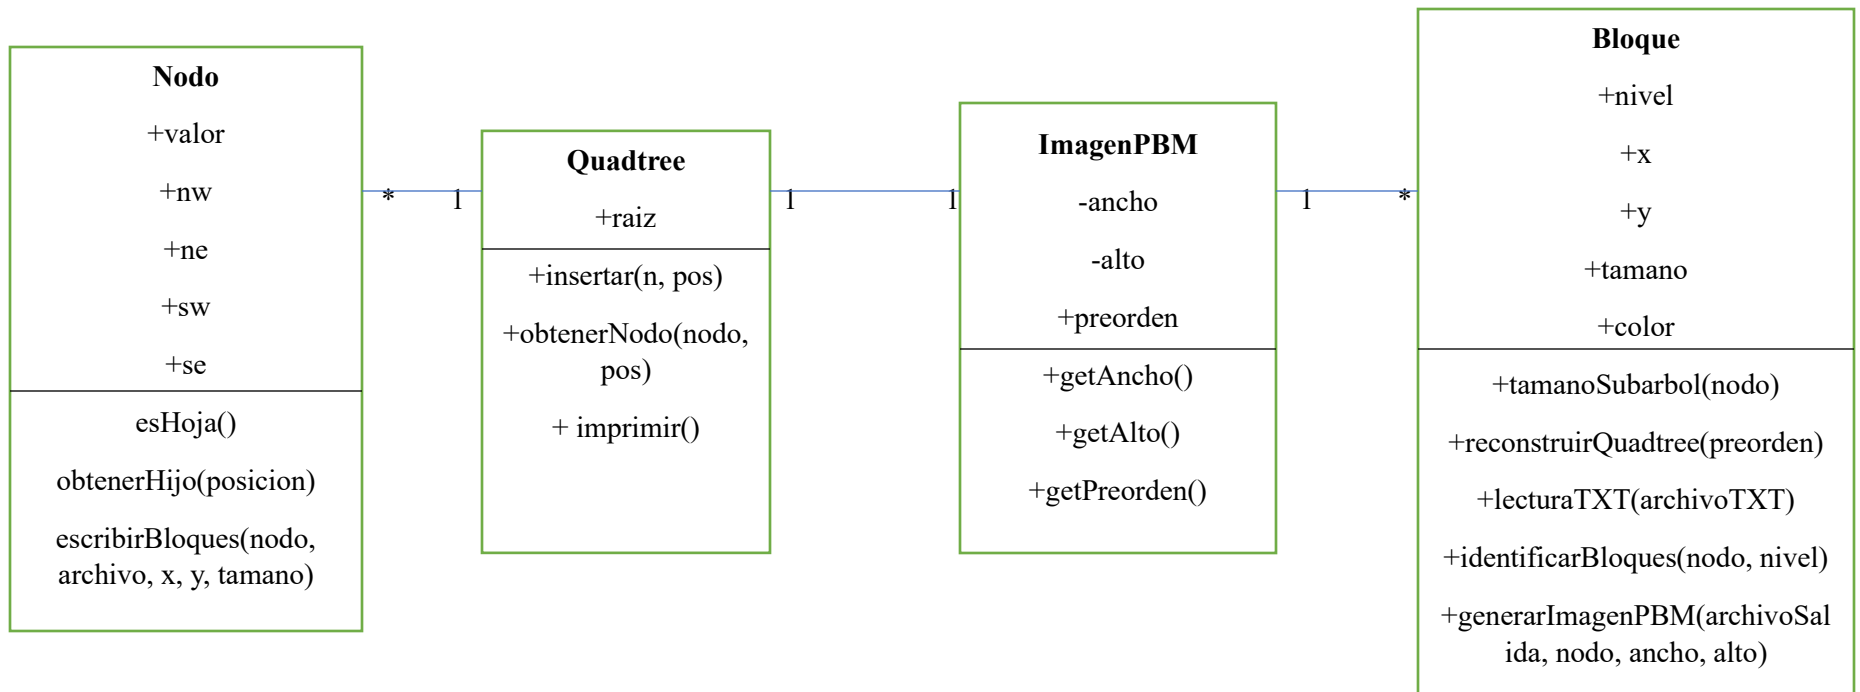 Nodo
+valor
+nw
+ne
+sw
+se
esHoja()
obtenerHijo(posicion)
escribirBloques(nodo,
archivo, x, y, tamano)
* 1
Quadtree
+raiz
+insertar(n, pos)
+obtenerNodo(nodo,
pos)
+ imprimir()
1 1
ImagenPBM
-ancho
-alto
+preorden
+getAncho()
+getAlto()
+getPreorden()
1 *
Bloque
+nivel
+x
+y
+tamano
+color
+tamanoSubarbol(nodo)
+reconstruirQuadtree(preorden)
+lecturaTXT(archivoTXT)
+identificarBloques(nodo, nivel)
+generarImagenPBM(archivoSal
ida, nodo, ancho, alto)